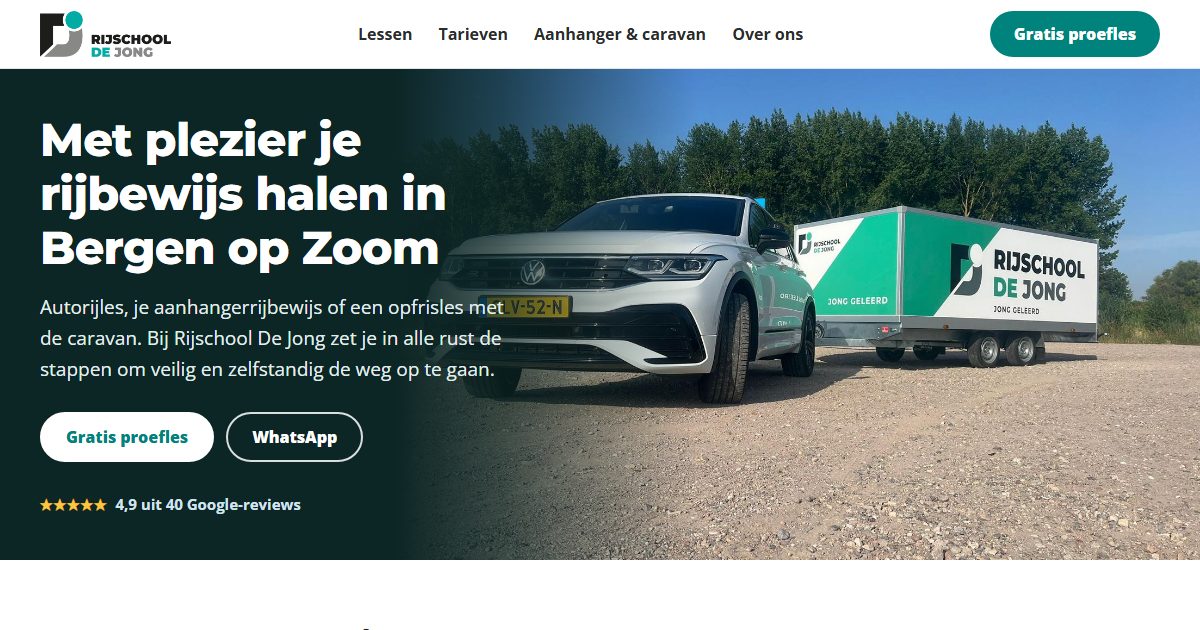 RIJSCHOOL
DE JONG
Lessen
Tarieven
Aanhanger & caravan
Over ons
Gratis proefles
Met plezier je
rijbewijs halen in
Bergen op Zoom
Autorijles, je aanhangerrijbewijs of een opfrisles met
de caravan. Bij Rijschool De Jong zet je in alle rust de
stappen om veilig en zelfstandig de weg op te gaan.
Gratis proefles
WhatsApp
★★★★★ 4,9 uit 40 Google-reviews
LV-52-N
RIJSCHOOL
DE JONG
JONG GELEERD
RIJSCHOOL
DE JONG
JONG GELEERD